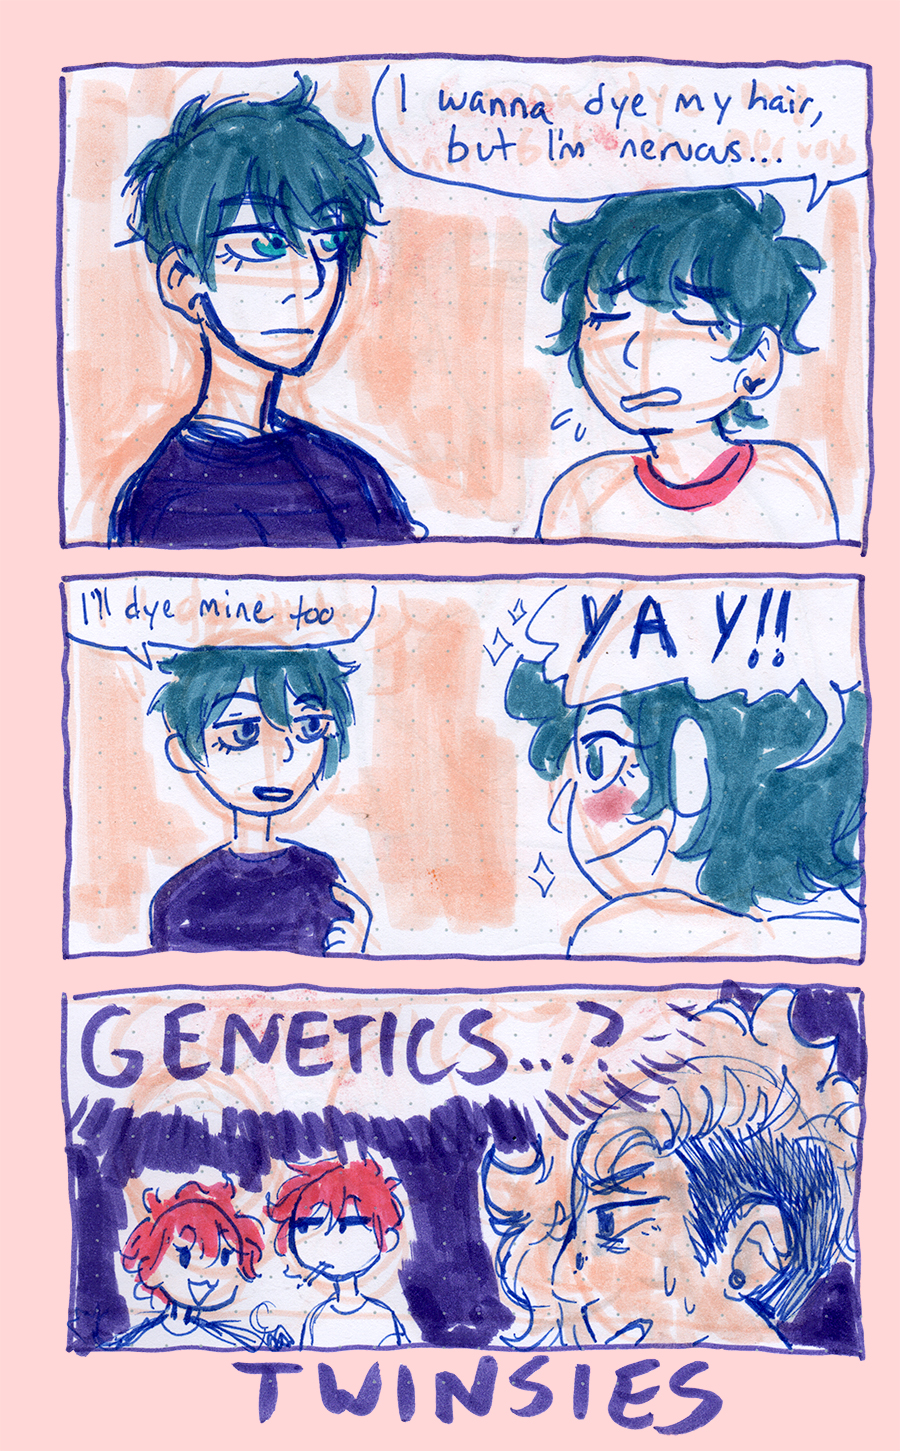 I wanna dye my hair,
but I'm nervous...
I'll dye mine too
YAY!!
GENETICS...?
TWINSIES